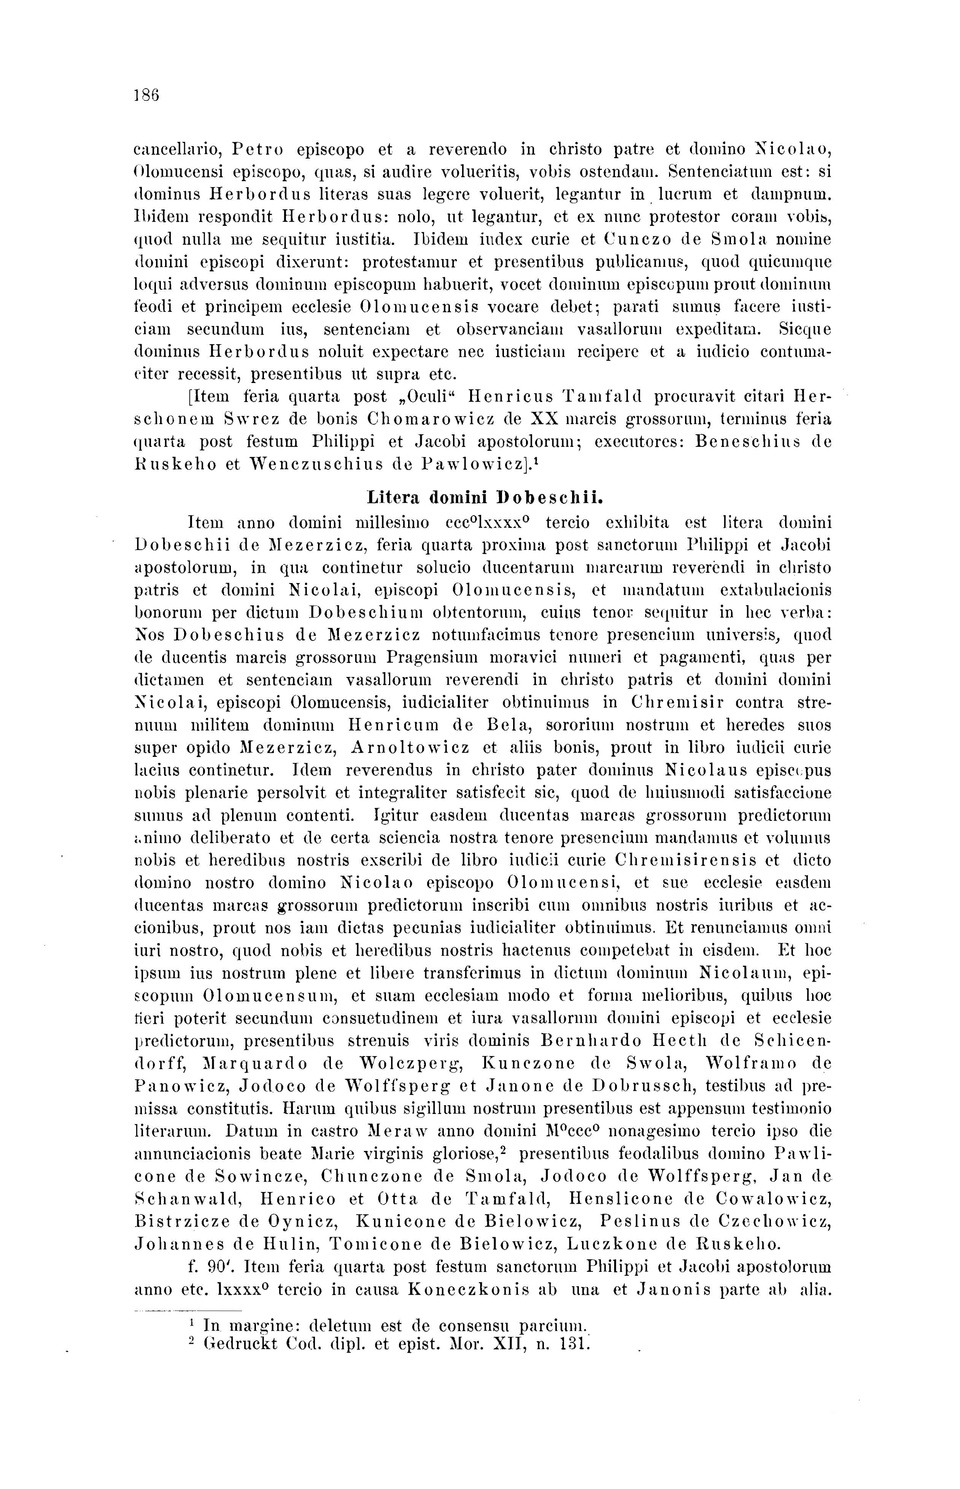 186
cancellario, Petro episcopo et a reverendo in christo patre et domino Nicolao,
Olomucensi episcopo, quas, si audire volueritis, vobis ostendam. Sentenciatum est: si
dominus Herbordus literas suas legere voluerit, legantur in lucrum et dampnum.
Ibidem respondit Herbordus: nolo, ut legantur, et ex nunc protestor coram vobis,
quod nulla me sequitur iustitia. Ibidem iudex curie et Cunczo de Smola nomine
domini episcopi dixerunt: protestamur et presentibus publicamus, quod quicumque
loqui adversus dominum episcopum habuerit, vocet dominum episcopum prout dominum
feodi et principem ecclesie Olomucensis vocare debet; parati sumus facere iusti-
ciam secundum ius, sentenciam et observanciam vasallorum expeditam. Sicque
dominus Herbordus noluit expectare nec iusticiam recipere et a iudicio contuma-
citer recessit, presentibus ut supra etc.
[Item feria quarta post „Oculi“ Henricus Tamfald procuravit citari Her-
schonem Swrcz de bonis Chomarowicz de XX marcis grossorum, terminus feria
quarta post festum Philippi et Jacobi apostolorum; executores: Beneschius de
Ruskeho et Wenczuschius de Pawlowicz].¹
Litera domini Dobeschii.
Item anno domini millesimo cccºlxxxxº tercio exhibita est litera domini
Dobeschii de Mezerzicz, feria quarta proxima post sanctorum Philippi et Jacobi
apostolorum, in qua continetur solucio ducentarum marcarum reverendi in christo
patris et domini Nicolai, episcopi Olomucensis, et mandatum extabulacionis
bonorum per dictum Dobeschium obtentorum, cuius tenor sequitur in hec verba:
Nos Dobeschius de Mezerzicz notumfacimus tenore presencium universis, quod
de ducentis marcis grossorum Pragensium moravici numeri et pagamenti, quas per
dictamen et sentenciam vasallorum reverendi in christo patris et domini domini
Nicolai, episcopi Olomucensis, iudicialiter obtinuimus in Chremisir contra stre-
nuum militem dominum Henricum de Bela, sororium nostrum et heredes suos
super opido Mezerzicz, Arnoltowicz et aliis bonis, prout in libro iudicii curie
lacius continetur. Idem reverendus in christo pater dominus Nicolaus episcopus
nobis plenarie persolvit et integraliter satisfecit sic, quod de huiusmodi satisfaccione
sumus ad plenum contenti. Igitur easdem ducentas marcas grossorum predictorum
animo deliberato et de certa sciencia nostra tenore presencium mandamus et volumus
nobis et heredibus nostris exscribi de libro iudicii curie Chremisirensis et dicto
domino nostro domino Nicolao episcopo Olomucensi, et sue ecclesie easdem
ducentas marcas grossorum predictorum inscribi cum omnibus nostris iuribus et ac-
cionibus, prout nos iam dictas pecunias iudicialiter obtinuimus. Et renunciamus omni
iuri nostro, quod nobis et heredibus nostris hactenus competebat in eisdem. Et hoc
ipsum ius nostrum plene et libere transferimus in dictum dominum Nicolaum, epi-
scopum Olomucensum, et suam ecclesiam modo et forma melioribus, quibus hoc
fieri poterit secundum consuetudinem et iura vasallorum domini episcopi et ecclesie
predictorum, presentibus strenuis viris dominis Bernhardo Hecth de Schicen-
dorff, Marquardo de Wolczperg, Kunczone de Swola, Wolframo de
Panowicz, Jodoco de Wolffsperg et Janone de Dobrussch, testibus ad pre-
missa constitutis. Harum quibus sigillum nostrum presentibus est appensum testimonio
literarum. Datum in castro Meraw anno domini Mºcccº nonagesimo tercio ipso die
annunciacionis beate Marie virginis gloriose,² presentibus feodalibus domino Pawli-
cone de Sowincze, Chunczone de Smola, Jodoco de Wolffsperg, Jan de
Schanwald, Henrico et Otta de Tamfald, Henslicone de Cowalowicz,
Bistrzicze de Oynicz, Kunicone de Bielowicz, Peslinus de Czechowicz,
Johannes de Hulin, Tomicone de Bielowicz, Luczkone de Ruskeho.
f. 90′. Item feria quarta post festum sanctorum Philippi et Jacobi apostolorum
anno etc. lxxxxº tercio in causa Koneczkonis ab una et Janonis parte ab alia.
¹ In margine: deletum est de consensu parcium.
² Gedruckt Cod. dipl. et epist. Mor. XII, n. 131.